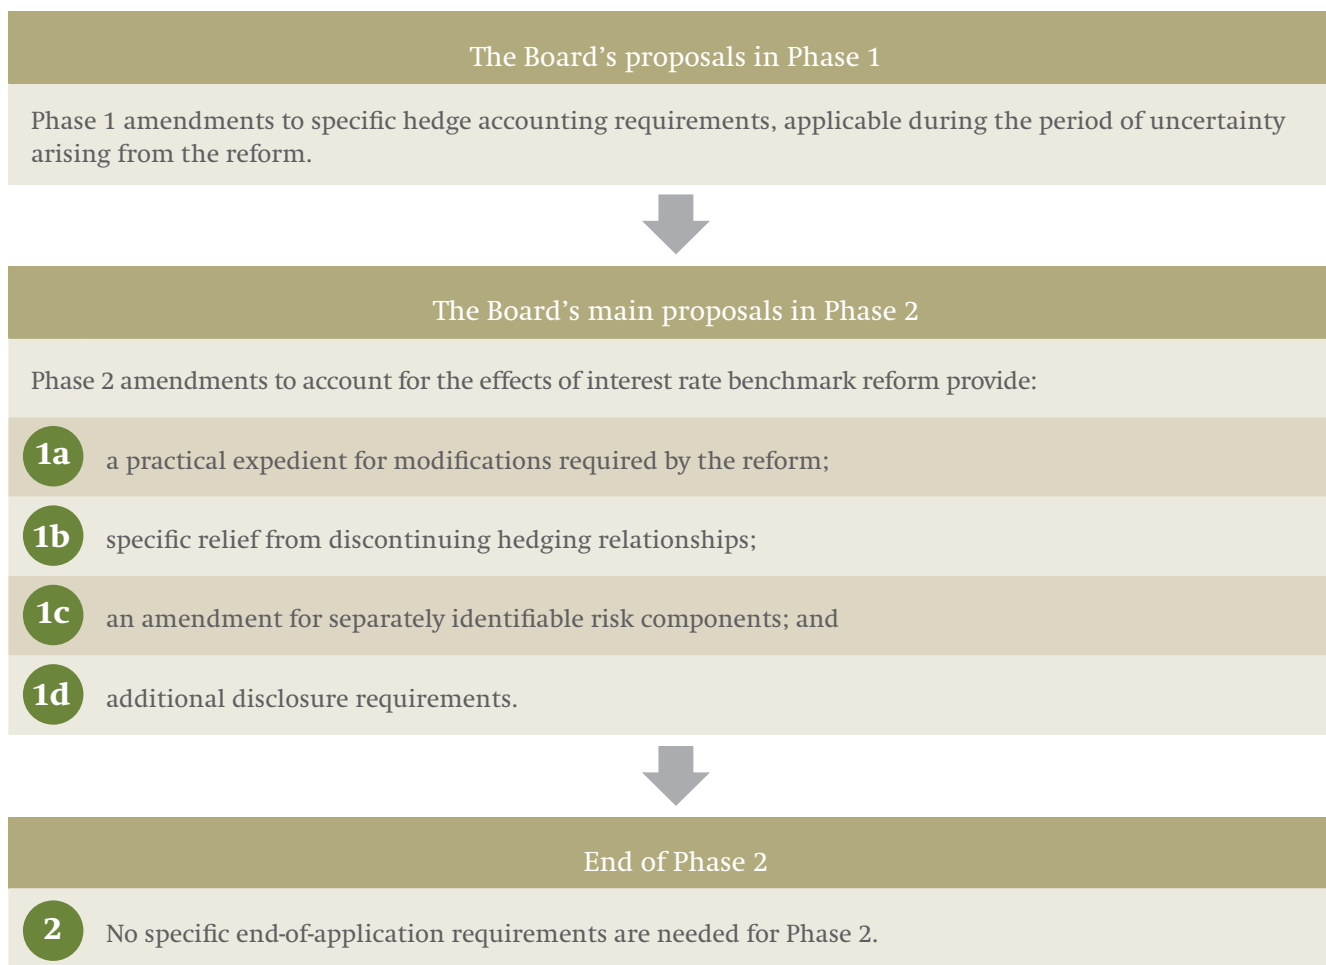 The Board’s proposals in Phase 1
Phase 1 amendments to specific hedge accounting requirements, applicable during the period of uncertainty
arising from the reform.
The Board’s main proposals in Phase 2
Phase 2 amendments to account for the effects of interest rate benchmark reform provide:
1a a practical expedient for modifications required by the reform;
1b specific relief from discontinuing hedging relationships;
1c an amendment for separately identifiable risk components; and
1d additional disclosure requirements.
End of Phase 2
2 No specific end-of-application requirements are needed for Phase 2.